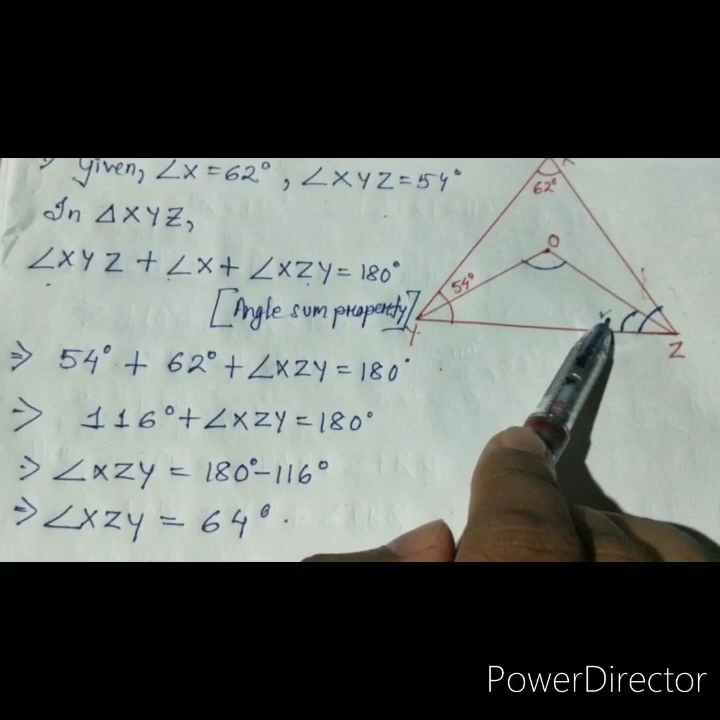 Given, ∠X = 62°, ∠XYZ = 54°
In ΔXYZ,
∠XYZ + ∠X + ∠XZY = 180°
[Angle sum property]
⇒ 54° + 62° + ∠XZY = 180°
⇒ 116° + ∠XZY = 180°
⇒ ∠XZY = 180° - 116°
⇒ ∠XZY = 64°.
X
62°
O
54°
Y
Z
PowerDirector